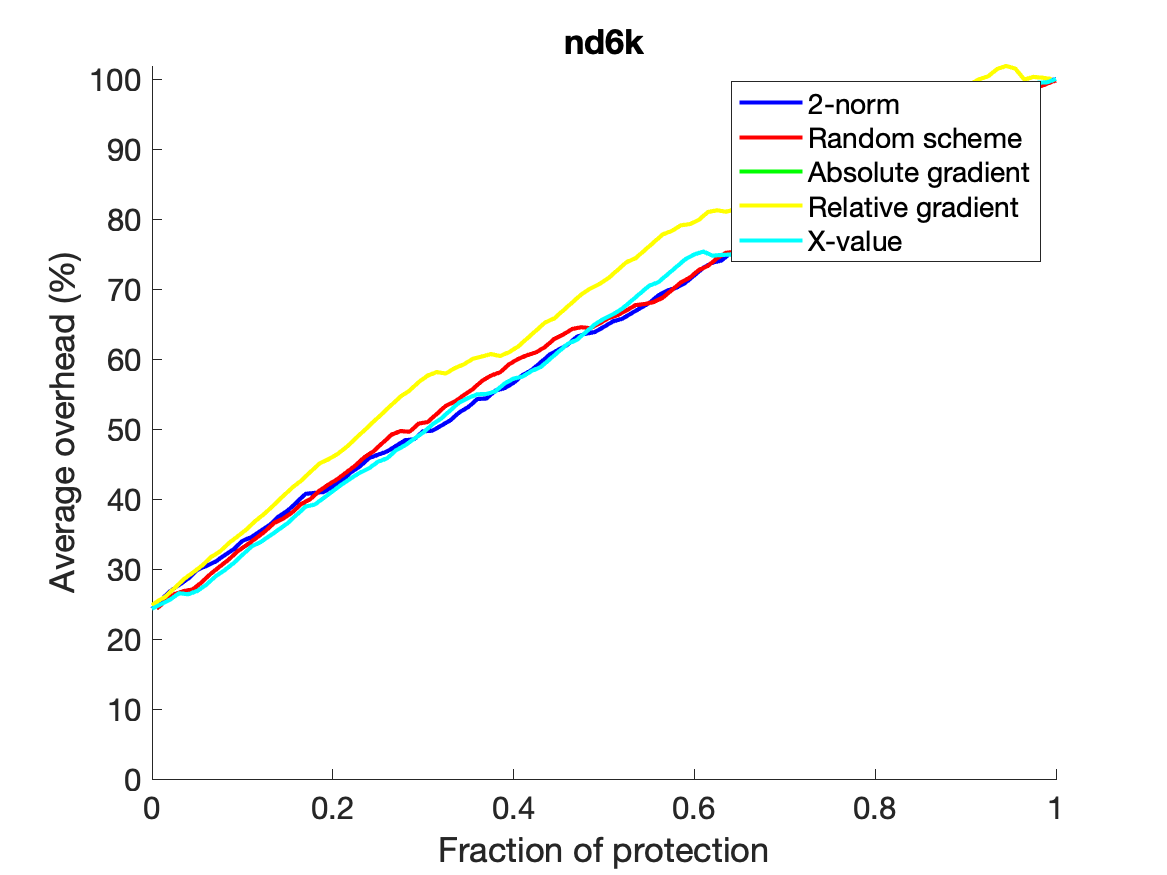 nd6k
100
90
80
70
60
50
40
30
20
10
0
Average overhead (%)
2-norm
Random scheme
Absolute gradient
Relative gradient
X-value
0
0.2
0.4
0.6
0.8
1
Fraction of protection